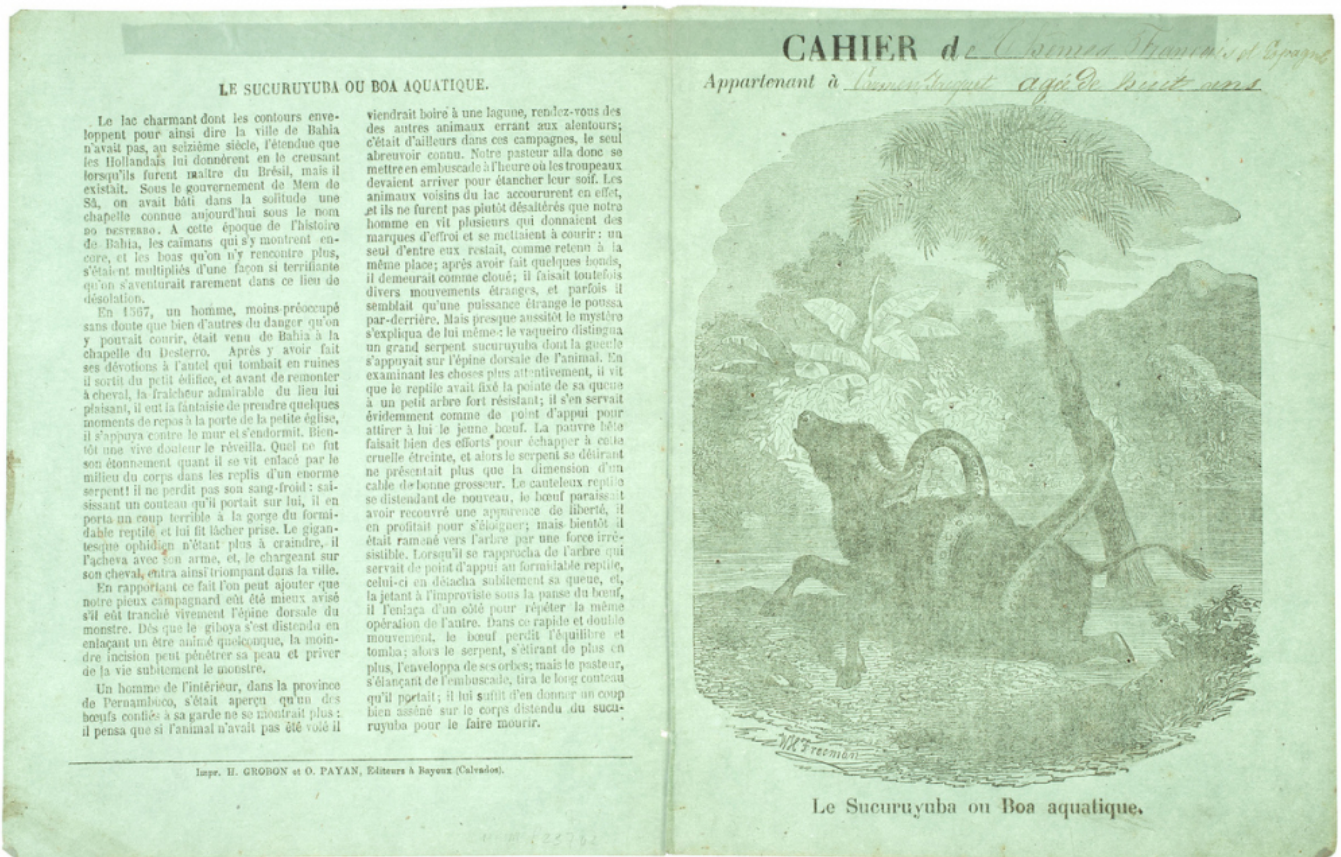 LE SUCURUYUBA OU BOA AQUATIQUE.
Le lac charmant dont les contours enve-
loppent pour ainsi dire la ville de Bahia
n'avait pas, au seizième siècle, l'étendue que
les Hollandais lui donnèrent en le creusant
lorsqu'ils furent maître du Brésil, mais il
existait. Sous le gouvernement de Mem de
Sâ, on avait bâti dans la solitude une
chapelle connue aujourd'hui sous le nom
DO DESTERRO. A cette époque de l'histoire
de Bahia, les caïmans qui s'y montrent en-
core, et les boas qu'on n'y rencontre plus,
s'étaient multipliés d'une façon si terrifiante
qu'on s'aventurait rarement dans ce lieu de
désolation.
En 1567, un homme, moins préoccupé
sans doute que bien d'autres du danger qu'on
y pouvait courir, était venu de Bahia à la
chapelle du Desterro. Après y avoir fait
ses dévotions à l'autel qui tombait en ruines
il sortit du petit édifice, et avant de remonter
à cheval, la fraîcheur admirable du lieu lui
plaisant, il eut la fantaisie de prendre quelques
moments de repos à la porte de la petite église,
il s'appuya contre le mur et s'endormit. Bien-
tôt une vive douleur le réveilla. Quel ne fut
son étonnement quant il se vit enlacé par le
milieu du corps dans les replis d'un enorme
serpent! il ne perdit pas son sang-froid : sai-
sissant un couteau qu'il portait sur lui, il en
porta un coup terrible à la gorge du formi-
dable reptile et lui fit lâcher prise. Le gigan-
tesque ophidien n'étant plus à craindre, il
l'acheva avec son arme, et, le chargeant sur
son cheval, entra ainsi triompant dans la ville.
En rapportant ce fait l'on peut ajouter que
notre pieux campagnard eût été mieux avisé
s'il eût tranché vivement l'épine dorsale du
monstre. Dès que le giboya s'est distendu en
enlaçant un être animé quelconque, la moin-
dre incision peut pénétrer sa peau et priver
de la vie subitement le monstre.
Un homme de l'intérieur, dans la province
de Pernambuco, s'était aperçu qu'un des
bœufs confiés à sa garde ne se montrait plus :
il pensa que si l'animal n'avait pas été volé il
viendrait boire à une lagune, rendez-vous des
des autres animaux errant aux alentours;
c'était d'ailleurs dans ces campagnes, le seul
abreuvoir connu. Notre pasteur alla donc se
mettre en embuscade à l'heure où les troupeaux
devaient arriver pour étancher leur soif. Les
animaux voisins du lac accoururent en effet,
et ils ne furent pas plutôt désaltérés que notre
homme en vit plusieurs qui donnaient des
marques d'effroi et se mettaient à courir : un
seul d'entre eux restait, comme retenu à la
même place; après avoir fait quelques bonds,
il demeurait comme cloué; il faisait toutefois
divers mouvements étranges, et parfois il
semblait qu'une puissance étrange le poussa
par-derrière. Mais presque aussitôt le mystère
s'expliqua de lui même : le vaqueiro distingua
un grand serpent sucuruyuba dont la gueule
s'appuyait sur l'épine dorsale de l'animal. En
examinant les choses plus attentivement, il vit
que le reptile avait fixé la pointe de sa queue
à un petit arbre fort résistant; il s'en servait
évidemment comme de point d'appui pour
attirer à lui le jeune bœuf. La pauvre bête
faisait bien des efforts pour échapper à cette
cruelle étreinte, et alors le serpent se détirant
ne présentait plus que la dimension d'un
cable de bonne grosseur. Le cauteleux reptile
se distendant de nouveau, le bœuf paraissait
avoir recouvré une apparence de liberté, il
en profitait pour s'éloigner; mais bientôt il
était ramené vers l'arbre par une force irré-
sistible. Lorsqu'il se rapprocha de l'arbre qui
servait de point d'appui au formidable reptile,
celui-ci en détacha subitement sa queue, et,
la jetant à l'improviste sous la panse du bœuf,
il l'enlaça d'un côté pour répéter la même
opération de l'autre. Dans ce rapide et double
mouvement, le bœuf perdit l'équilibre et
tomba; alors le serpent, s'étirant de plus en
plus, l'enveloppa de ses orbes; mais le pasteur,
s'élançant de l'embuscade, tira le long couteau
qu'il portait; il lui suffit d'en donner un coup
bien asséné sur le corps distendu du sucu-
ruyuba pour le faire mourir.
Impr. H. GROBON et O. PAYAN, Éditeurs à Bayeux (Calvados).
CAHIER de Français et Espagnol
Appartenant à agée de huit ans
W H Freeman
Le Sucuruyuba ou Boa aquatique.